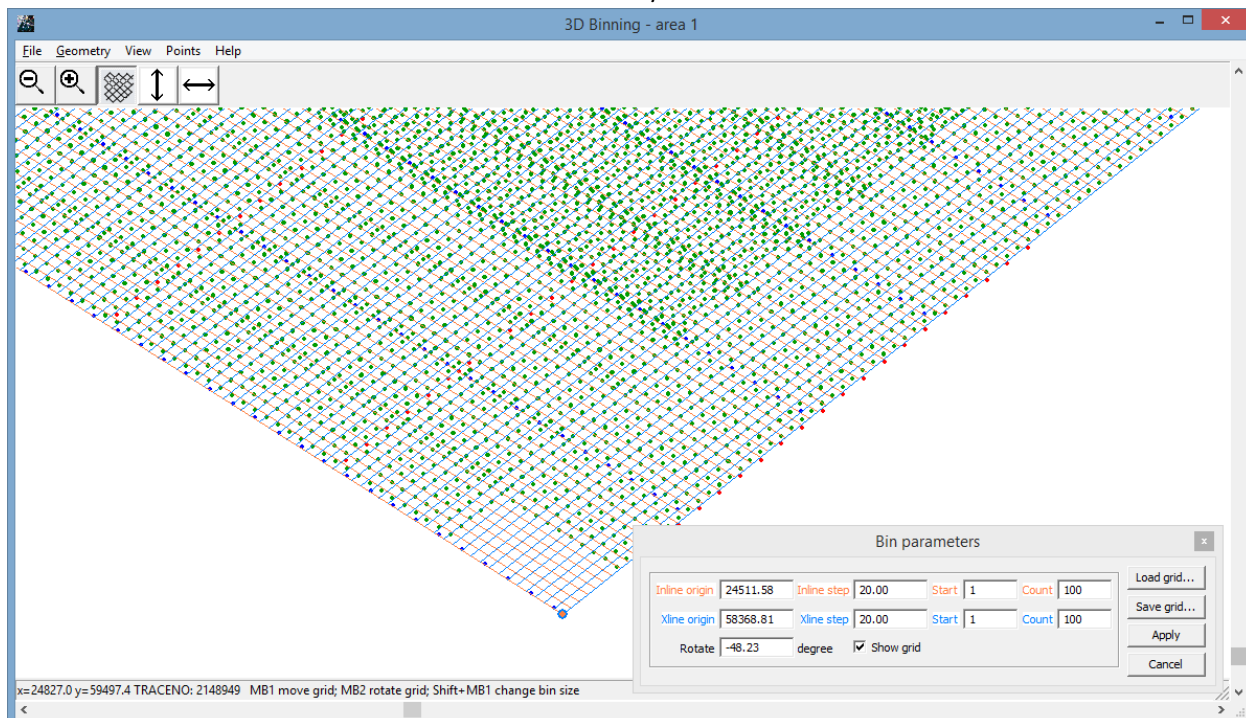 3D Binning - area 1
File Geometry View Points Help
Bin parameters
Inline origin 24511.58 Inline step 20.00 Start 1 Count 100 Load grid...
Xline origin 58368.81 Xline step 20.00 Start 1 Count 100 Save grid...
Rotate -48.23 degree Show grid Apply
Cancel
x=24827.0 y=59497.4 TRACENO: 2148949 MB1 move grid; MB2 rotate grid; Shift+MB1 change bin size